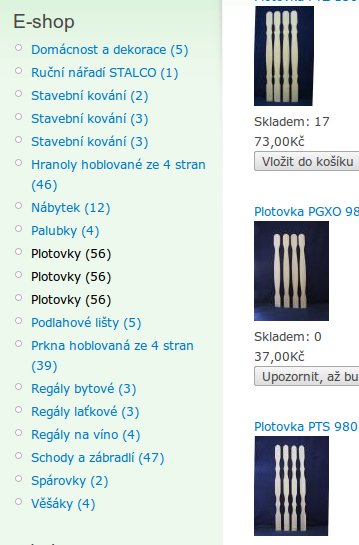 E-shop
Domácnost a dekorace (5)
Ruční nářadí STALCO (1)
Stavební kování (2)
Stavební kování (3)
Stavební kování (3)
Hranoly hoblované ze 4 stran
(46)
Nábytek (12)
Palubky (4)
Plotovky (56)
Plotovky (56)
Plotovky (56)
Podlahové lišty (5)
Prkna hoblovaná ze 4 stran
(39)
Regály bytové (3)
Regály laťkové (3)
Regály na víno (4)
Schody a zábradlí (47)
Spárovky (2)
Věšáky (4)
Skladem: 17
73,00Kč
Vložit do košíku
Plotovka PGXO 98
Skladem: 0
37,00Kč
Upozornit, až bu
Plotovka PTS 980